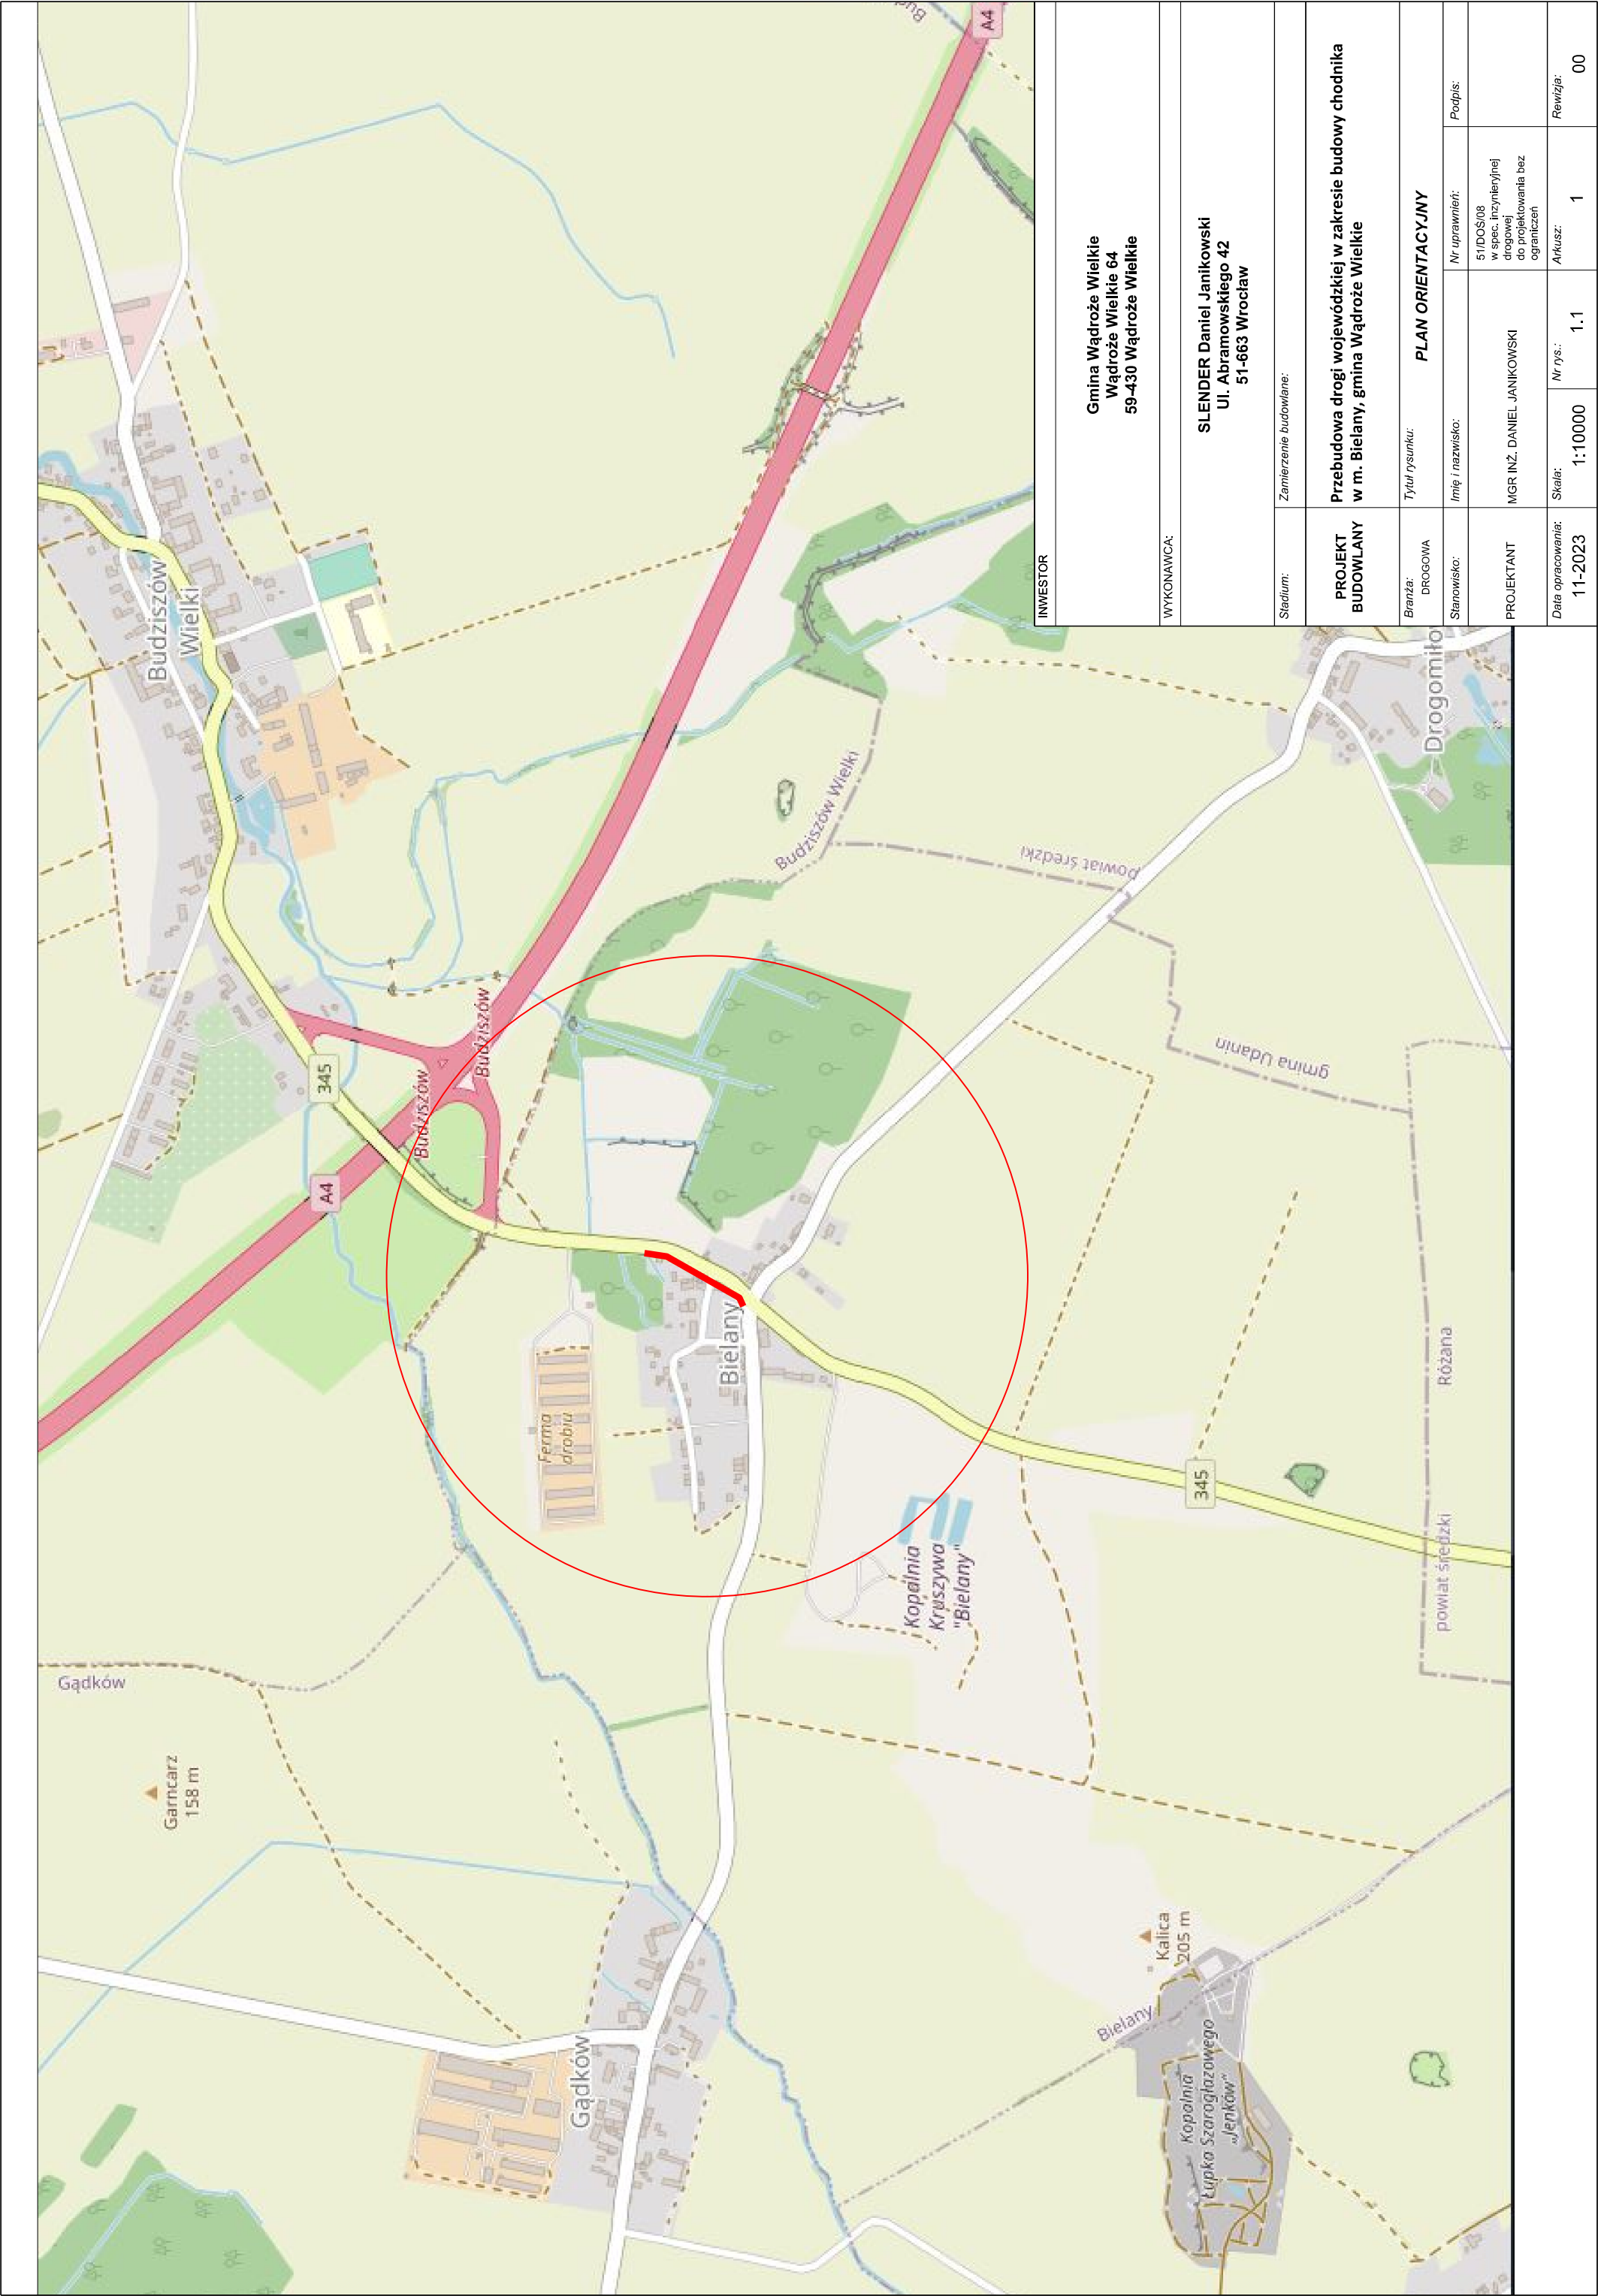 Garncarz
158 m
Gądków
Gądków
A4
345
Budziszów
Budziszów
Budziszów
Wielki
A4
Bud
Ferma
drobiu
Bielany
Budziszów Wielki
powiat średzki
gmina Udanin
Kopalnia
Kruszywa
"Bielany"
345
powiat średzki
Różana
Drogomiło
Kalica
205 m
Bielany
Kopalnia
Łupka Szarogłazowego
„Jenków”
INWESTOR
Gmina Wądroże Wielkie
Wądroże Wielkie 64
59-430 Wądroże Wielkie
WYKONAWCA:
SLENDER Daniel Janikowski
Ul. Abramowskiego 42
51-663 Wrocław
Stadium:
Zamierzenie budowlane:
PROJEKT
BUDOWLANY
Przebudowa drogi wojewódzkiej w zakresie budowy chodnika
w m. Bielany, gmina Wądroże Wielkie
Branża:
DROGOWA
Tytuł rysunku:
PLAN ORIENTACYJNY
Stanowisko:
Imię i nazwisko:
Nr uprawnień:
Podpis:
PROJEKTANT
MGR INŻ. DANIEL JANIKOWSKI
51/DOŚ/08
w spec. inżynieryjnej
drogowej
do projektowania bez
ograniczeń
Data opracowania:
11-2023
Skala:
1:10000
Nr rys.:
1.1
Arkusz:
1
Rewizja:
00